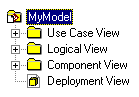 MyModel
Use Case View
Logical View
Component View
Deployment View